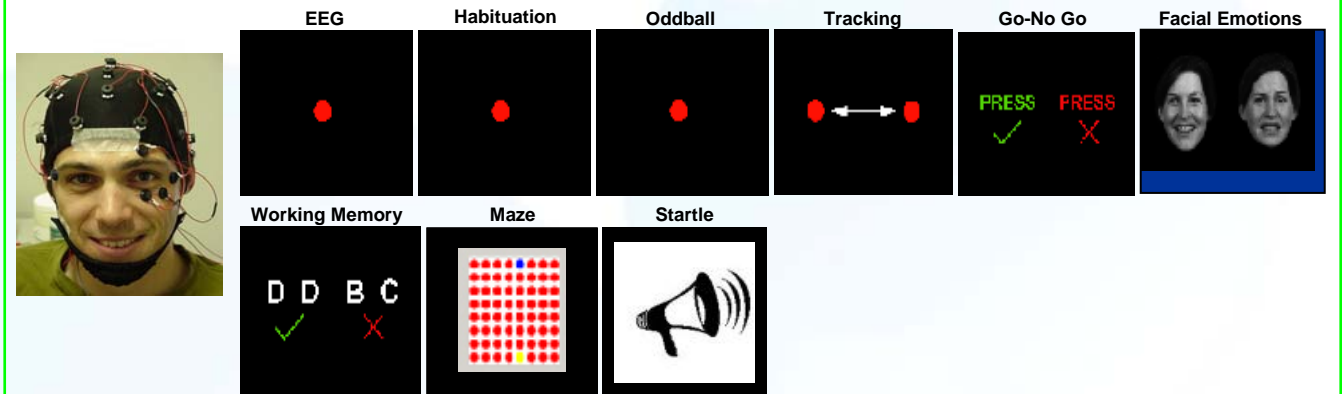 EEG Habituation Oddball Tracking Go-No Go Facial Emotions
PRESS PRESS
Working Memory Maze Startle
D D B C